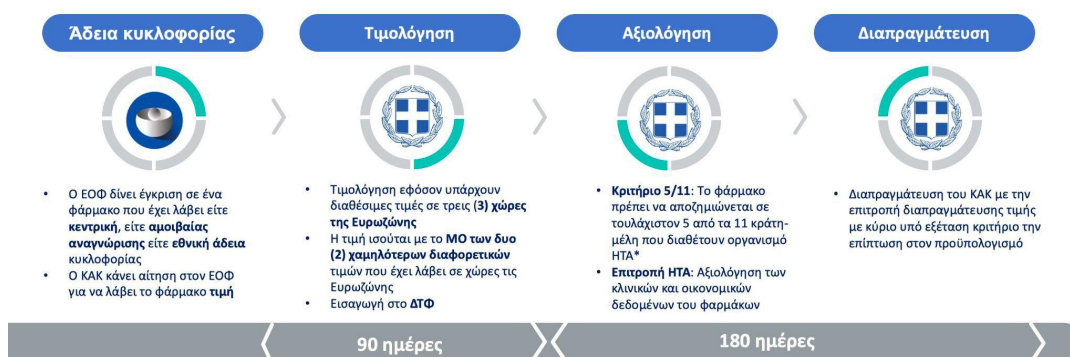 Άδεια κυκλοφορίας
• Ο ΕΟΦ δίνει έγκριση σε ένα
φάρμακο που έχει λάβει είτε
κεντρική, είτε αμοιβαίας
αναγνώρισης είτε εθνική άδεια
κυκλοφορίας
• Ο ΚΑΚ κάνει αίτηση στον ΕΟΦ
για να λάβει το φάρμακο τιμή
Τιμολόγηση
• Τιμολόγηση εφόσον υπάρχουν
διαθέσιμες τιμές σε τρεις (3) χώρες
της Ευρωζώνης
• Η τιμή ισούται με το ΜΟ των δυο
(2) χαμηλότερων διαφορετικών
τιμών που έχει λάβει σε χώρες τις
Ευρωζώνης
• Εισαγωγή στο ΔΤΦ
Αξιολόγηση
• Κριτήριο 5/11: Το φάρμακο
πρέπει να αποζημιώνεται σε
τουλάχιστον 5 από τα 11 κράτη-
μέλη που διαθέτουν οργανισμό
HTA*
• Επιτροπή ΗΤΑ: Αξιολόγηση των
κλινικών και οικονομικών
δεδομένων του φαρμάκων
Διαπραγμάτευση
• Διαπραγμάτευση του ΚΑΚ με την
επιτροπή διαπραγμάτευσης τιμής
με κύριο υπό εξέταση κριτήριο την
επίπτωση στον προϋπολογισμό
90 ημέρες
180 ημέρες